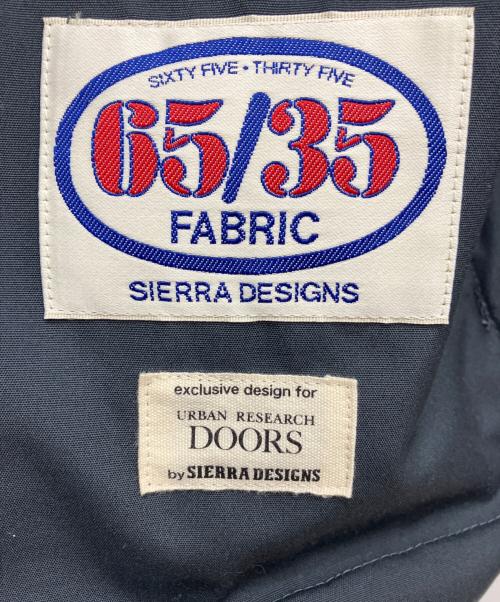 SIXTY FIVE • THIRTY FIVE
65/35
FABRIC
SIERRA DESIGNS
exclusive design for
URBAN RESEARCH
DOORS
by SIERRA DESIGNS